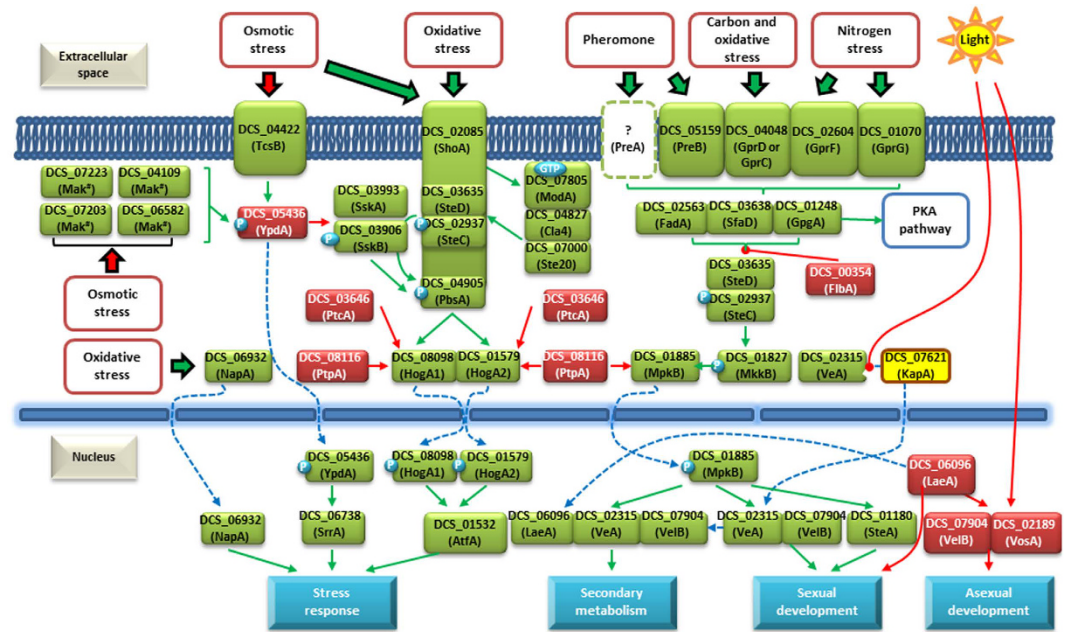 Osmotic
stress
Oxidative
stress
Pheromone
Carbon and
oxidative
stress
Nitrogen
stress
Light
Extracellular
space
DCS_04422
(TcsB)
DCS_02085
(ShoA)
?
(PreA)
DCS_05159
(PreB)
DCS_04048
(GprD or
GprC)
DCS_02604
(GprF)
DCS_01070
(GprG)
DCS_07223
(Mak#)
DCS_04109
(Mak#)
DCS_07203
(Mak#)
DCS_06582
(Mak#)
P
DCS_05436
(YpdA)
DCS_03993
(SskA)
P
DCS_03906
(SskB)
DCS_03635
(SteD)
P
DCS_02937
(SteC)
P
DCS_04905
(PbsA)
GTP
DCS_07805
(ModA)
DCS_04827
(Cla4)
DCS_07000
(Ste20)
DCS_02563
(FadA)
DCS_03638
(SfaD)
DCS_01248
(GpgA)
PKA
pathway
DCS_03635
(SteD)
P
DCS_02937
(SteC)
DCS_00354
(FlbA)
Osmotic
stress
DCS_03646
(PtcA)
DCS_03646
(PtcA)
Oxidative
stress
DCS_06932
(NapA)
DCS_08116
(PtpA)
DCS_08098
(HogA1)
DCS_01579
(HogA2)
DCS_08116
(PtpA)
DCS_01885
(MpkB)
P
DCS_01827
(MkkB)
DCS_02315
(VeA)
DCS_07621
(KapA)
Nucleus
P
DCS_05436
(YpdA)
P
DCS_08098
(HogA1)
P
DCS_01579
(HogA2)
P
DCS_01885
(MpkB)
DCS_06096
(LaeA)
DCS_06932
(NapA)
DCS_06738
(SrrA)
DCS_01532
(AtfA)
DCS_06096
(LaeA)
DCS_02315
(VeA)
DCS_07904
(VelB)
DCS_02315
(VeA)
DCS_07904
(VelB)
DCS_01180
(SteA)
DCS_07904
(VelB)
DCS_02189
(VosA)
Stress
response
Secondary
metabolism
Sexual
development
Asexual
development